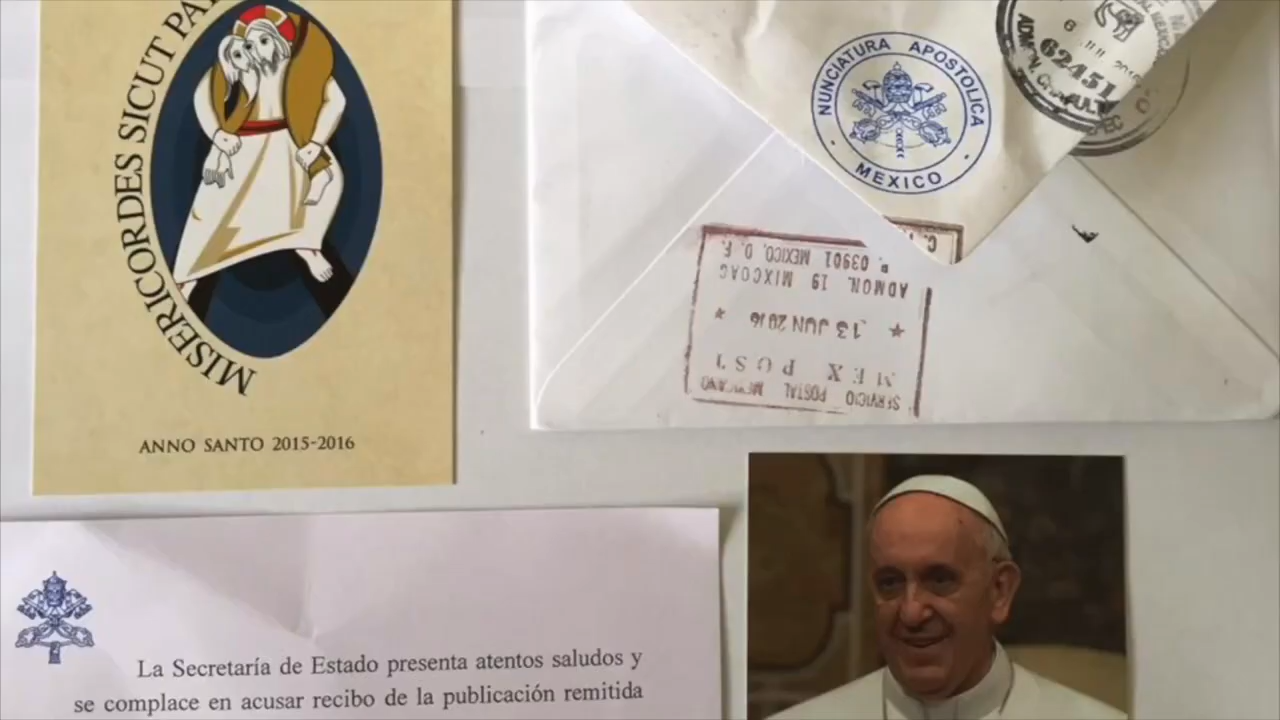 MISERICORDES SICUT PA
ANNO SANTO 2015-2016
NUNCIATURA APOSTOLICA
MEXICO
62451
SERVICIO POSTAL MEXICANO
MEX POST
★ 13 JUN 2016 ★
ADMON. 19 MIXCOAC
P. 03901 MEXICO, D. F.
La Secretaría de Estado presenta atentos saludos y
se complace en acusar recibo de la publicación remitida